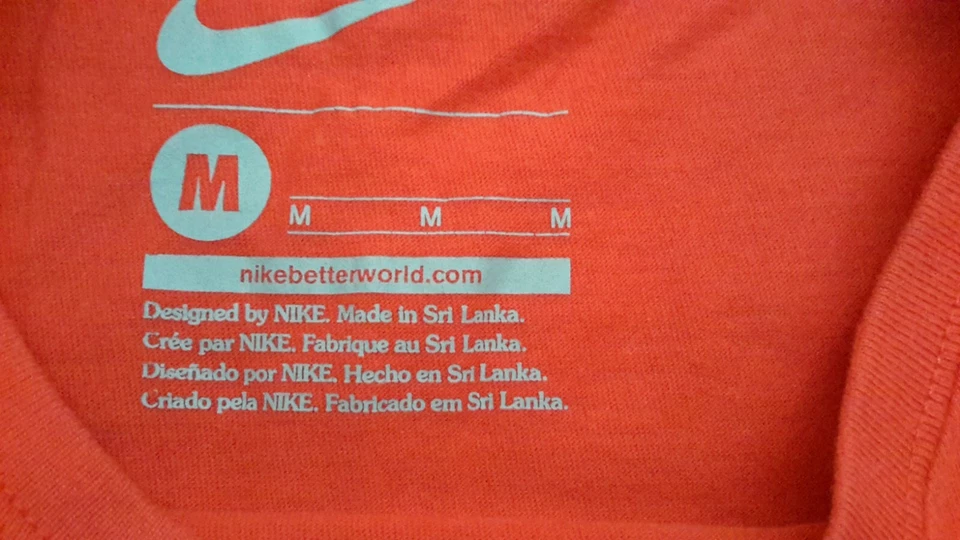 M
M M M
nikebetterworld.com
Designed by NIKE. Made in Sri Lanka.
Crée par NIKE. Fabrique au Sri Lanka.
Diseñado por NIKE. Hecho en Sri Lanka.
Criado pela NIKE. Fabricado em Sri Lanka.